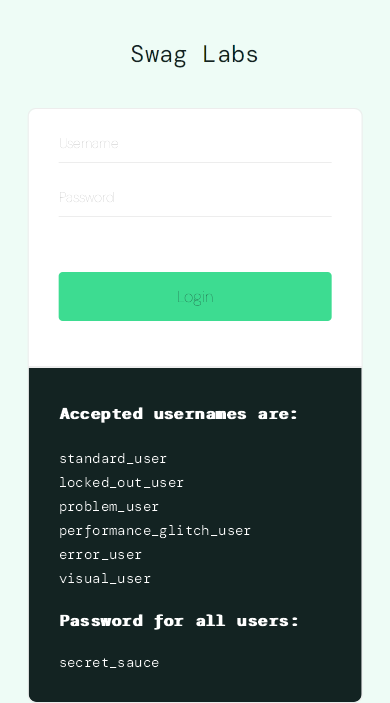 Swag Labs
Username
Password
Login
Accepted usernames are:
standard_user
locked_out_user
problem_user
performance_glitch_user
error_user
visual_user
Password for all users:
secret_sauce